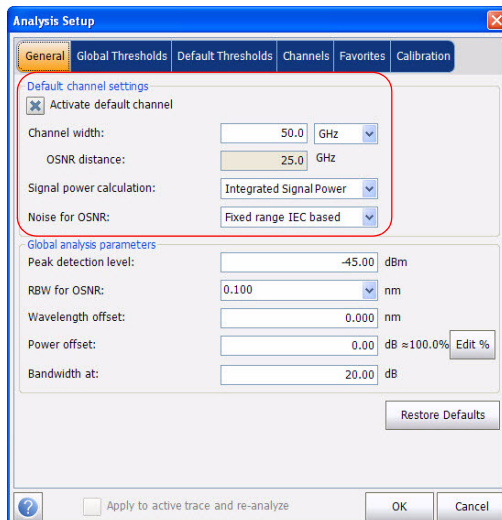 Analysis Setup
General Global Thresholds Default Thresholds Channels Favorites Calibration
Default channel settings
Activate default channel
Channel width: 50.0 GHz
OSNR distance: 25.0 GHz
Signal power calculation: Integrated Signal Power
Noise for OSNR: Fixed range IEC based
Global analysis parameters
Peak detection level: -45.00 dBm
RBW for OSNR: 0.100 nm
Wavelength offset: 0.000 nm
Power offset: 0.00 dB ≈100.0% Edit %
Bandwidth at: 20.00 dB
Restore Defaults
Apply to active trace and re-analyze OK Cancel